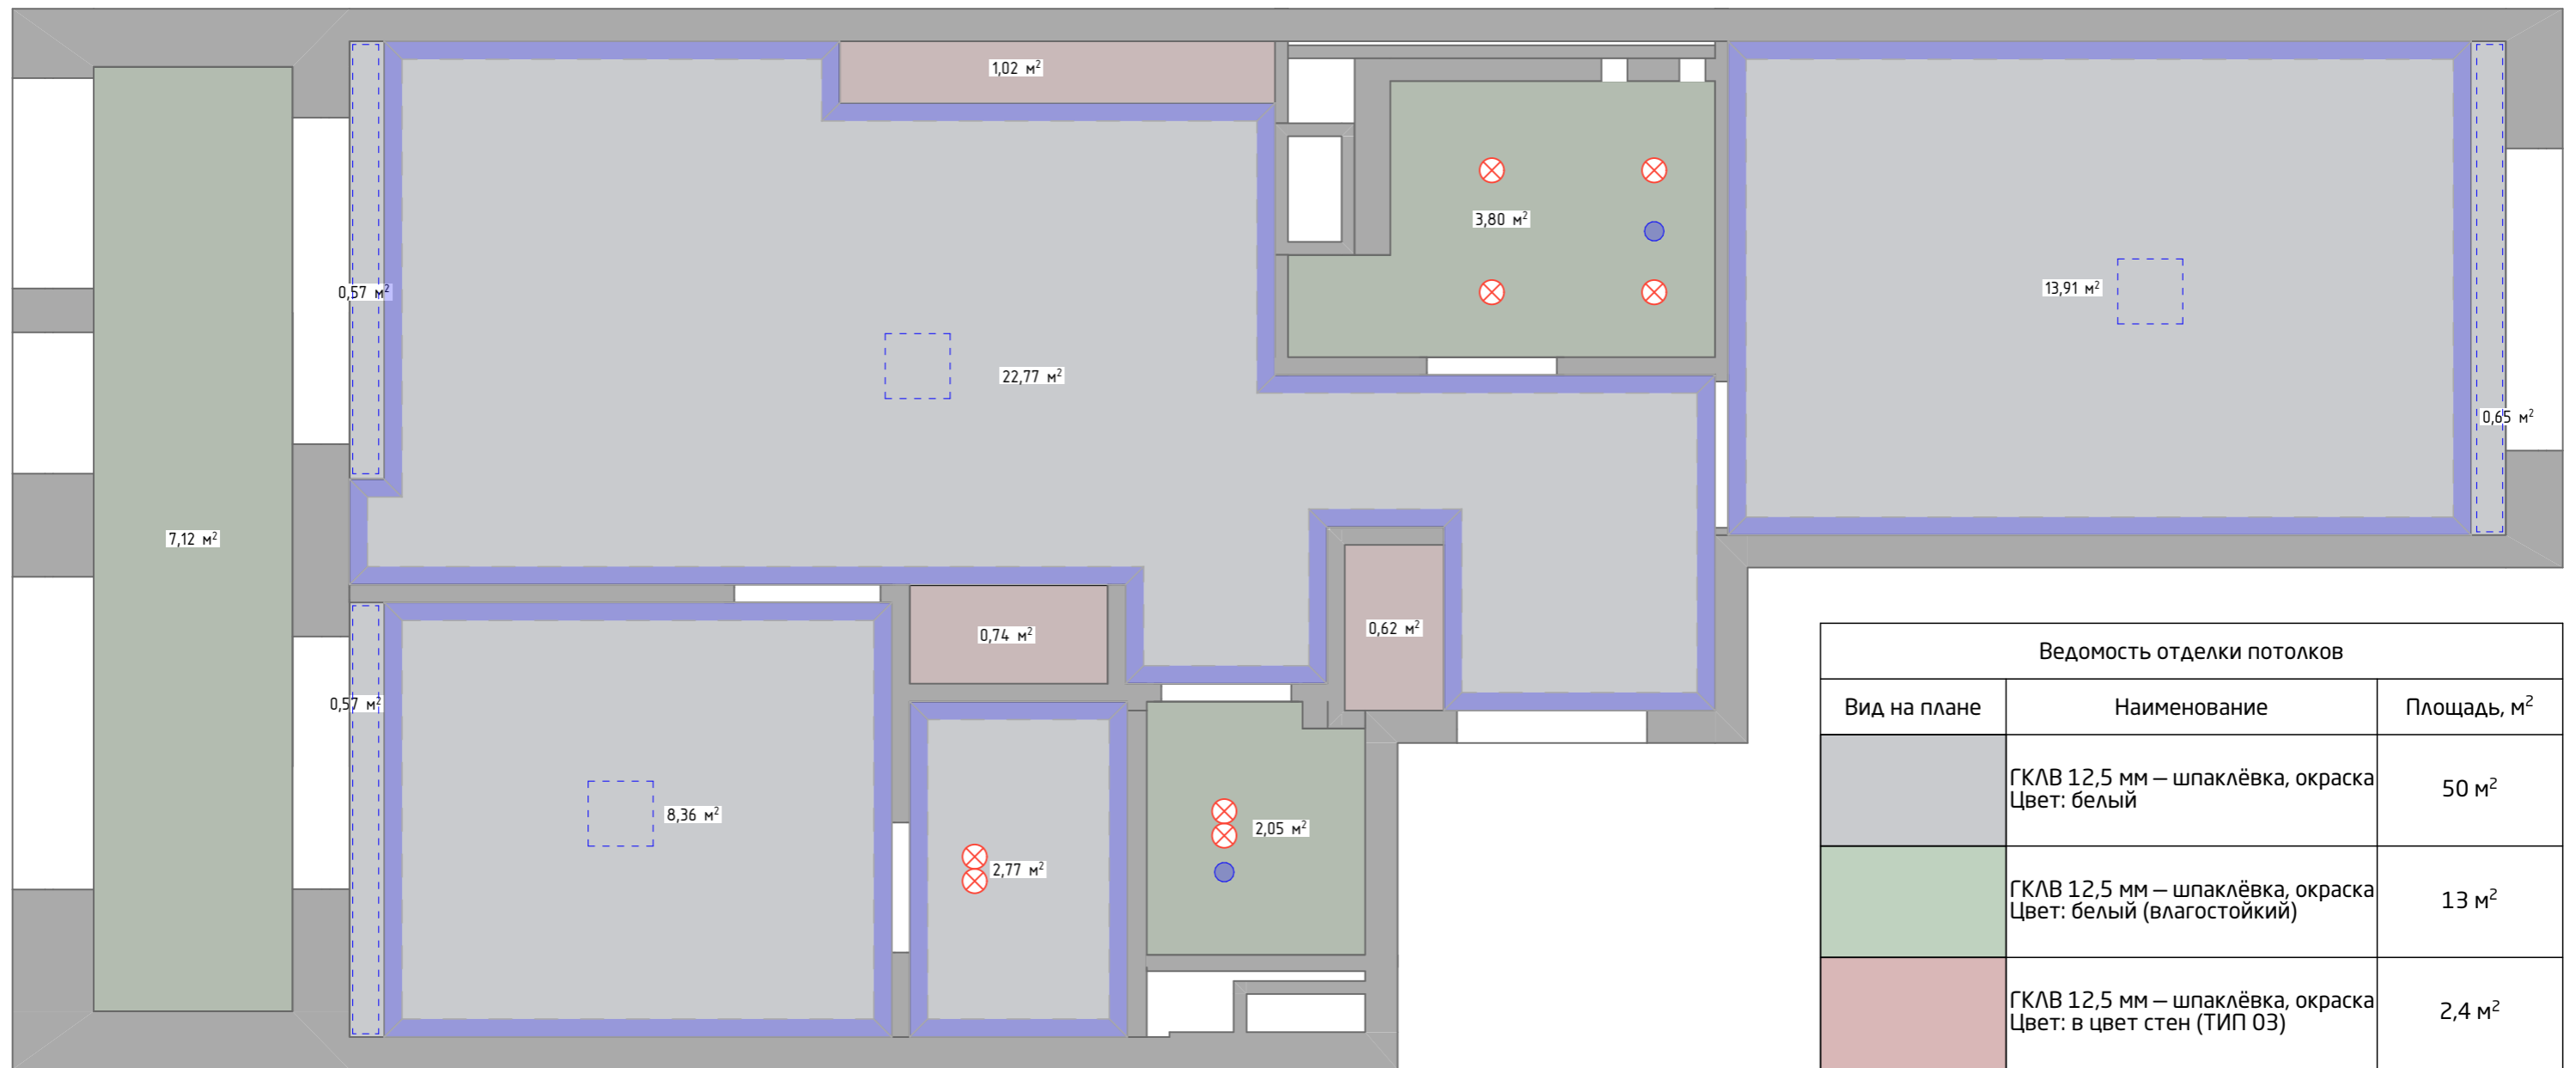 1,02 м²
3,80 м²
0,57 м²
13,91 м²
22,77 м²
0,65 м²
7,12 м²
0,74 м²
0,62 м²
0,57 м²
8,36 м²
2,05 м²
2,77 м²
Ведомость отделки потолков
Вид на плане Наименование Площадь, м²
ГКЛВ 12,5 мм — шпаклёвка, окраска
Цвет: белый
50 м²
ГКЛВ 12,5 мм — шпаклёвка, окраска
Цвет: белый (влагостойкий)
13 м²
ГКЛВ 12,5 мм — шпаклёвка, окраска
Цвет: в цвет стен (ТИП 03)
2,4 м²